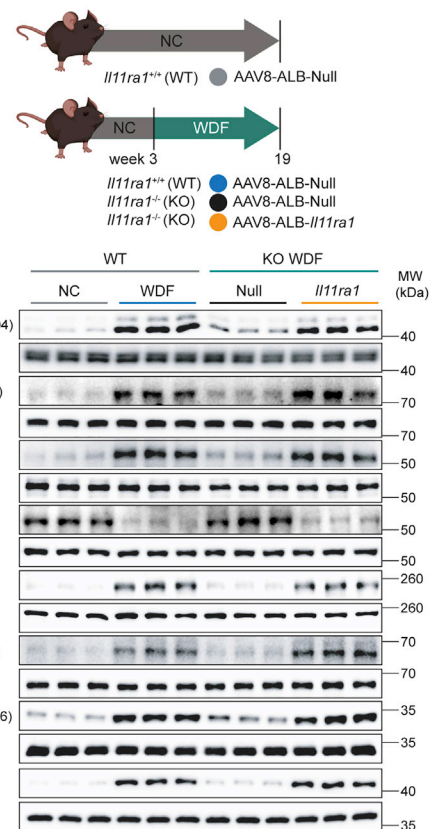 NC
Il11ra1+/+ (WT) AAV8-ALB-Null
NC WDF
week 3 19
Il11ra1+/+ (WT) AAV8-ALB-Null
Il11ra1-/- (KO) AAV8-ALB-Null
Il11ra1-/- (KO) AAV8-ALB-Il11ra1
WT KO WDF
NC WDF Null Il11ra1
MW
(kDa)
4)
40
40
)
70
70
50
50
50
50
260
260
70
70
6)
35
35
40
35